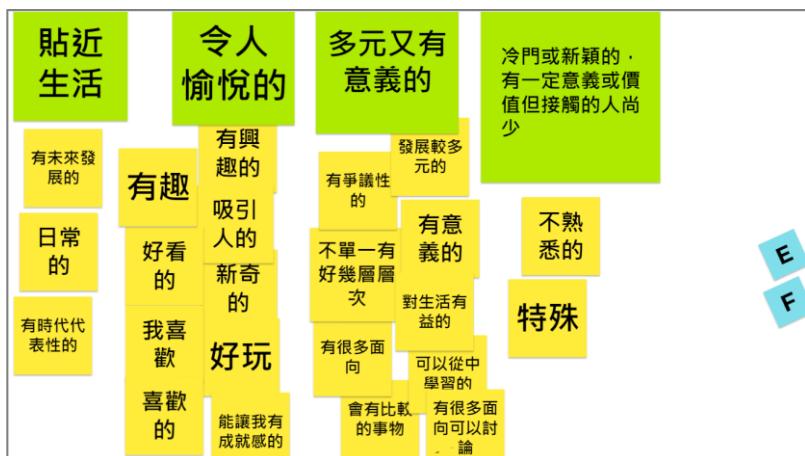 貼近
生活
有未來發
展的
日常
的
有時代代
表性的
令人
愉悅的
有趣
好看
的
我喜
歡
喜歡
的
有興
趣的
吸引
人的
新奇
的
好玩
能讓我有
成就感的
多元又有
意義的
有爭議性
的
不單一有
好幾層層
次
有很多面
向
會有比較
的事物
發展較多
元的
有意
義的
對生活有
益的
可以從中
學習的
有很多面
向可以討
論
冷門或新穎的，
有一定意義或價
值但接觸的人尚
少
不熟
悉的
特殊
E
F